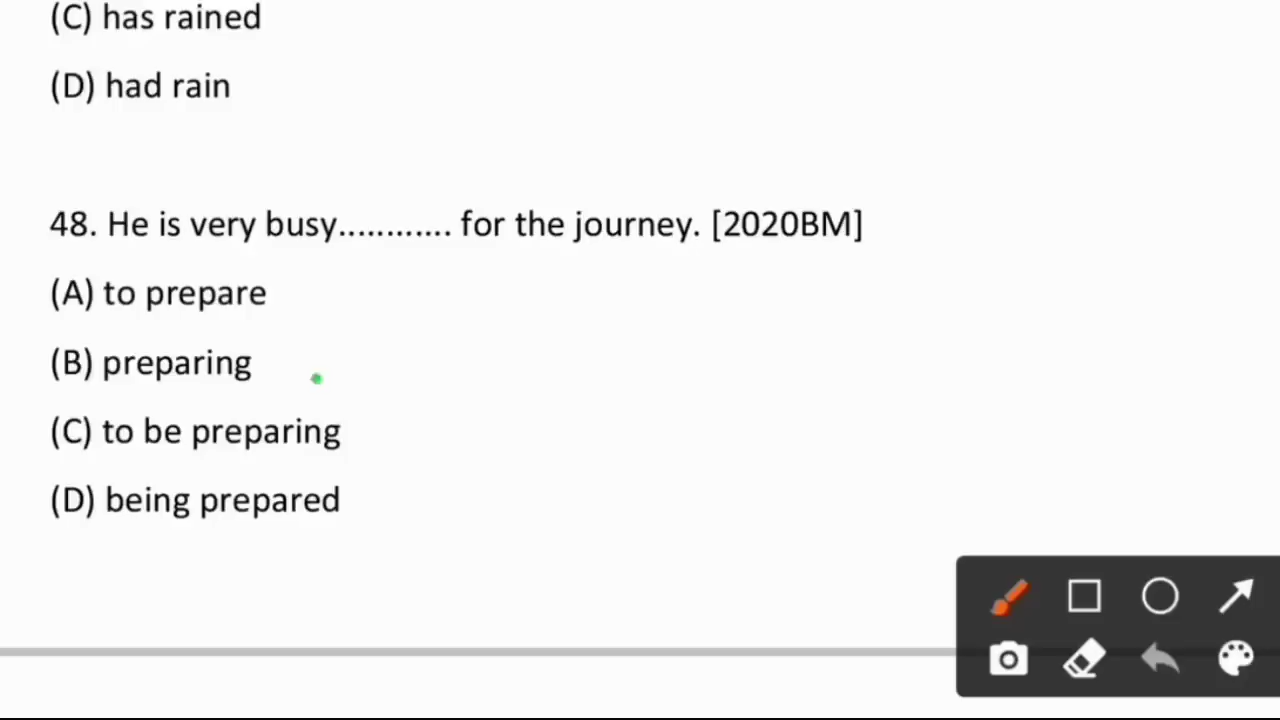 (C) has rained
(D) had rain
48. He is very busy............ for the journey. [2020BM]
(A) to prepare
(B) preparing
(C) to be preparing
(D) being prepared